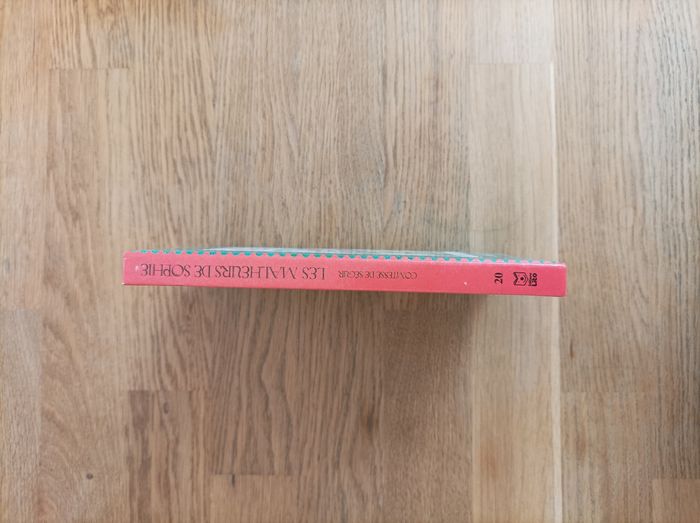 LES MALHEURS DE SOPHIE
COMTESSE DE SÉGUR
20